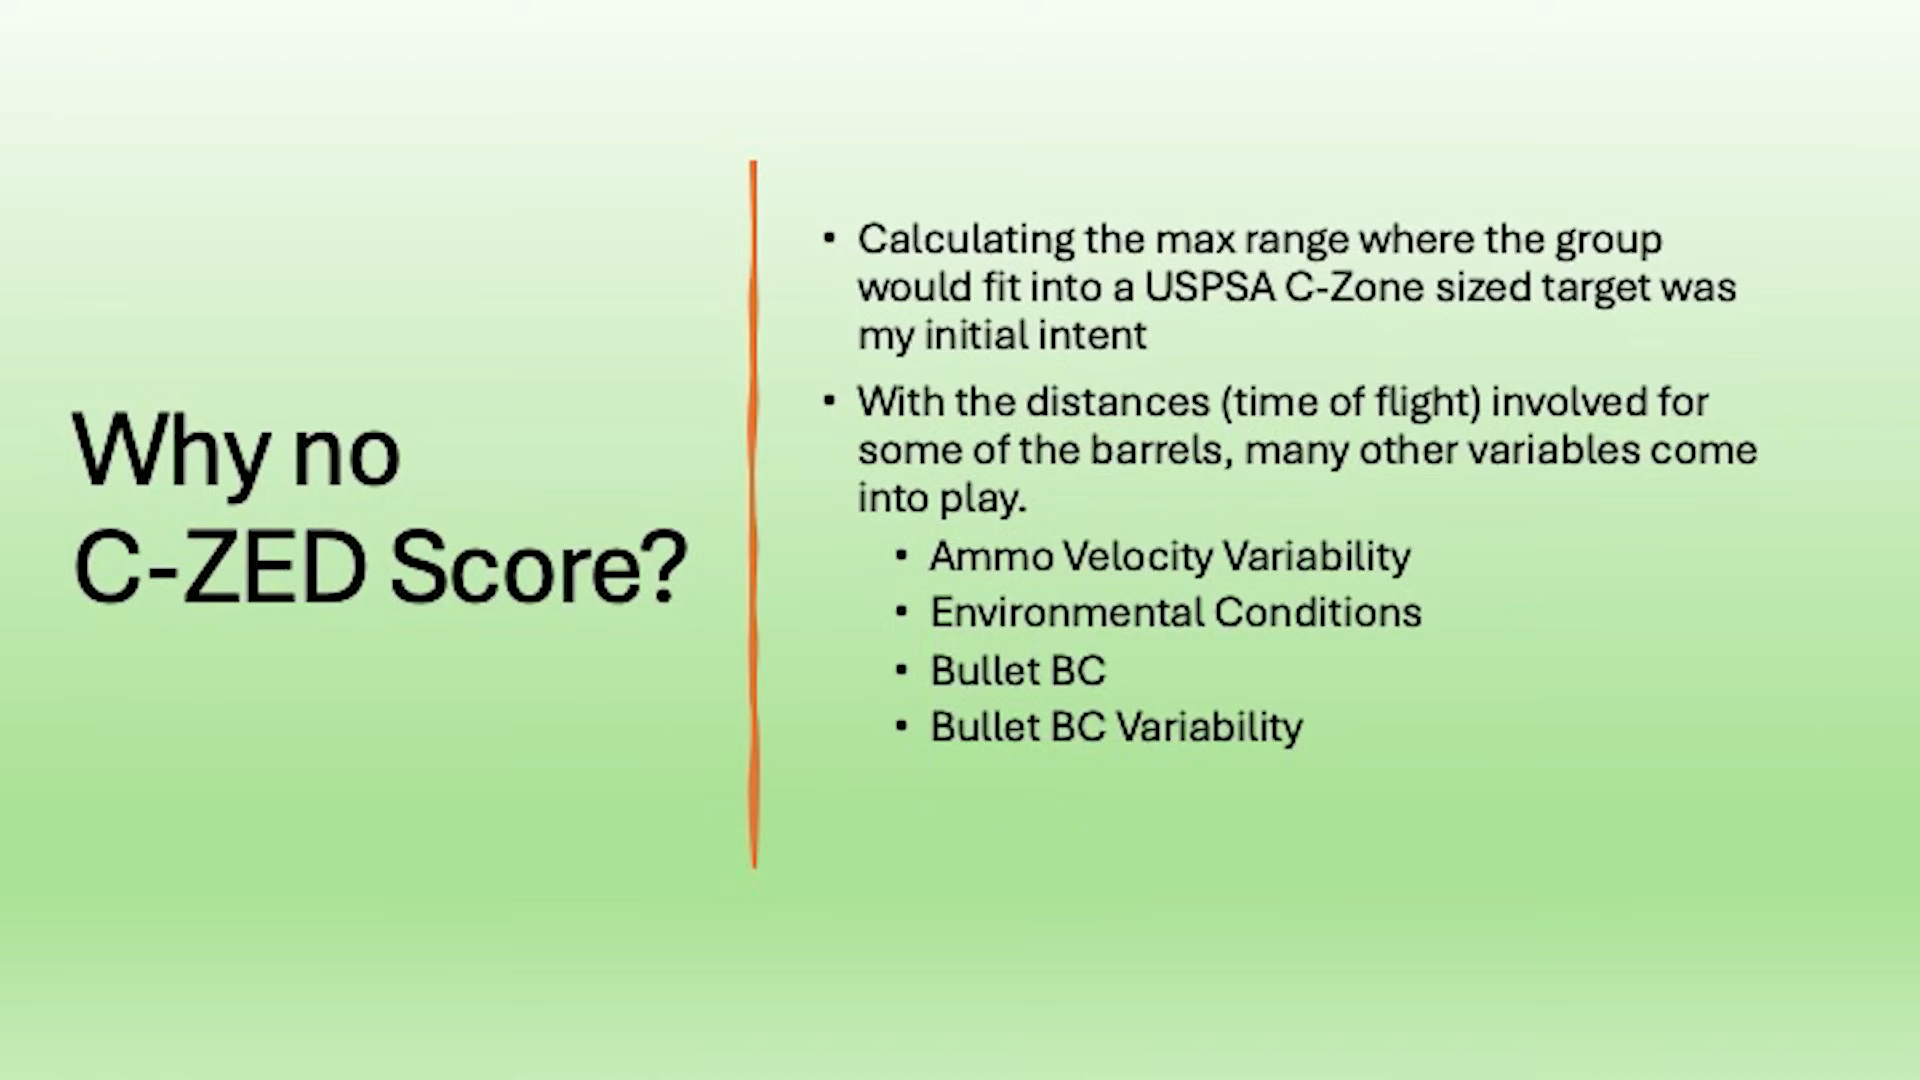 Why no
C-ZED Score?
• Calculating the max range where the group
would fit into a USPSA C-Zone sized target was
my initial intent
• With the distances (time of flight) involved for
some of the barrels, many other variables come
into play.
• Ammo Velocity Variability
• Environmental Conditions
• Bullet BC
• Bullet BC Variability